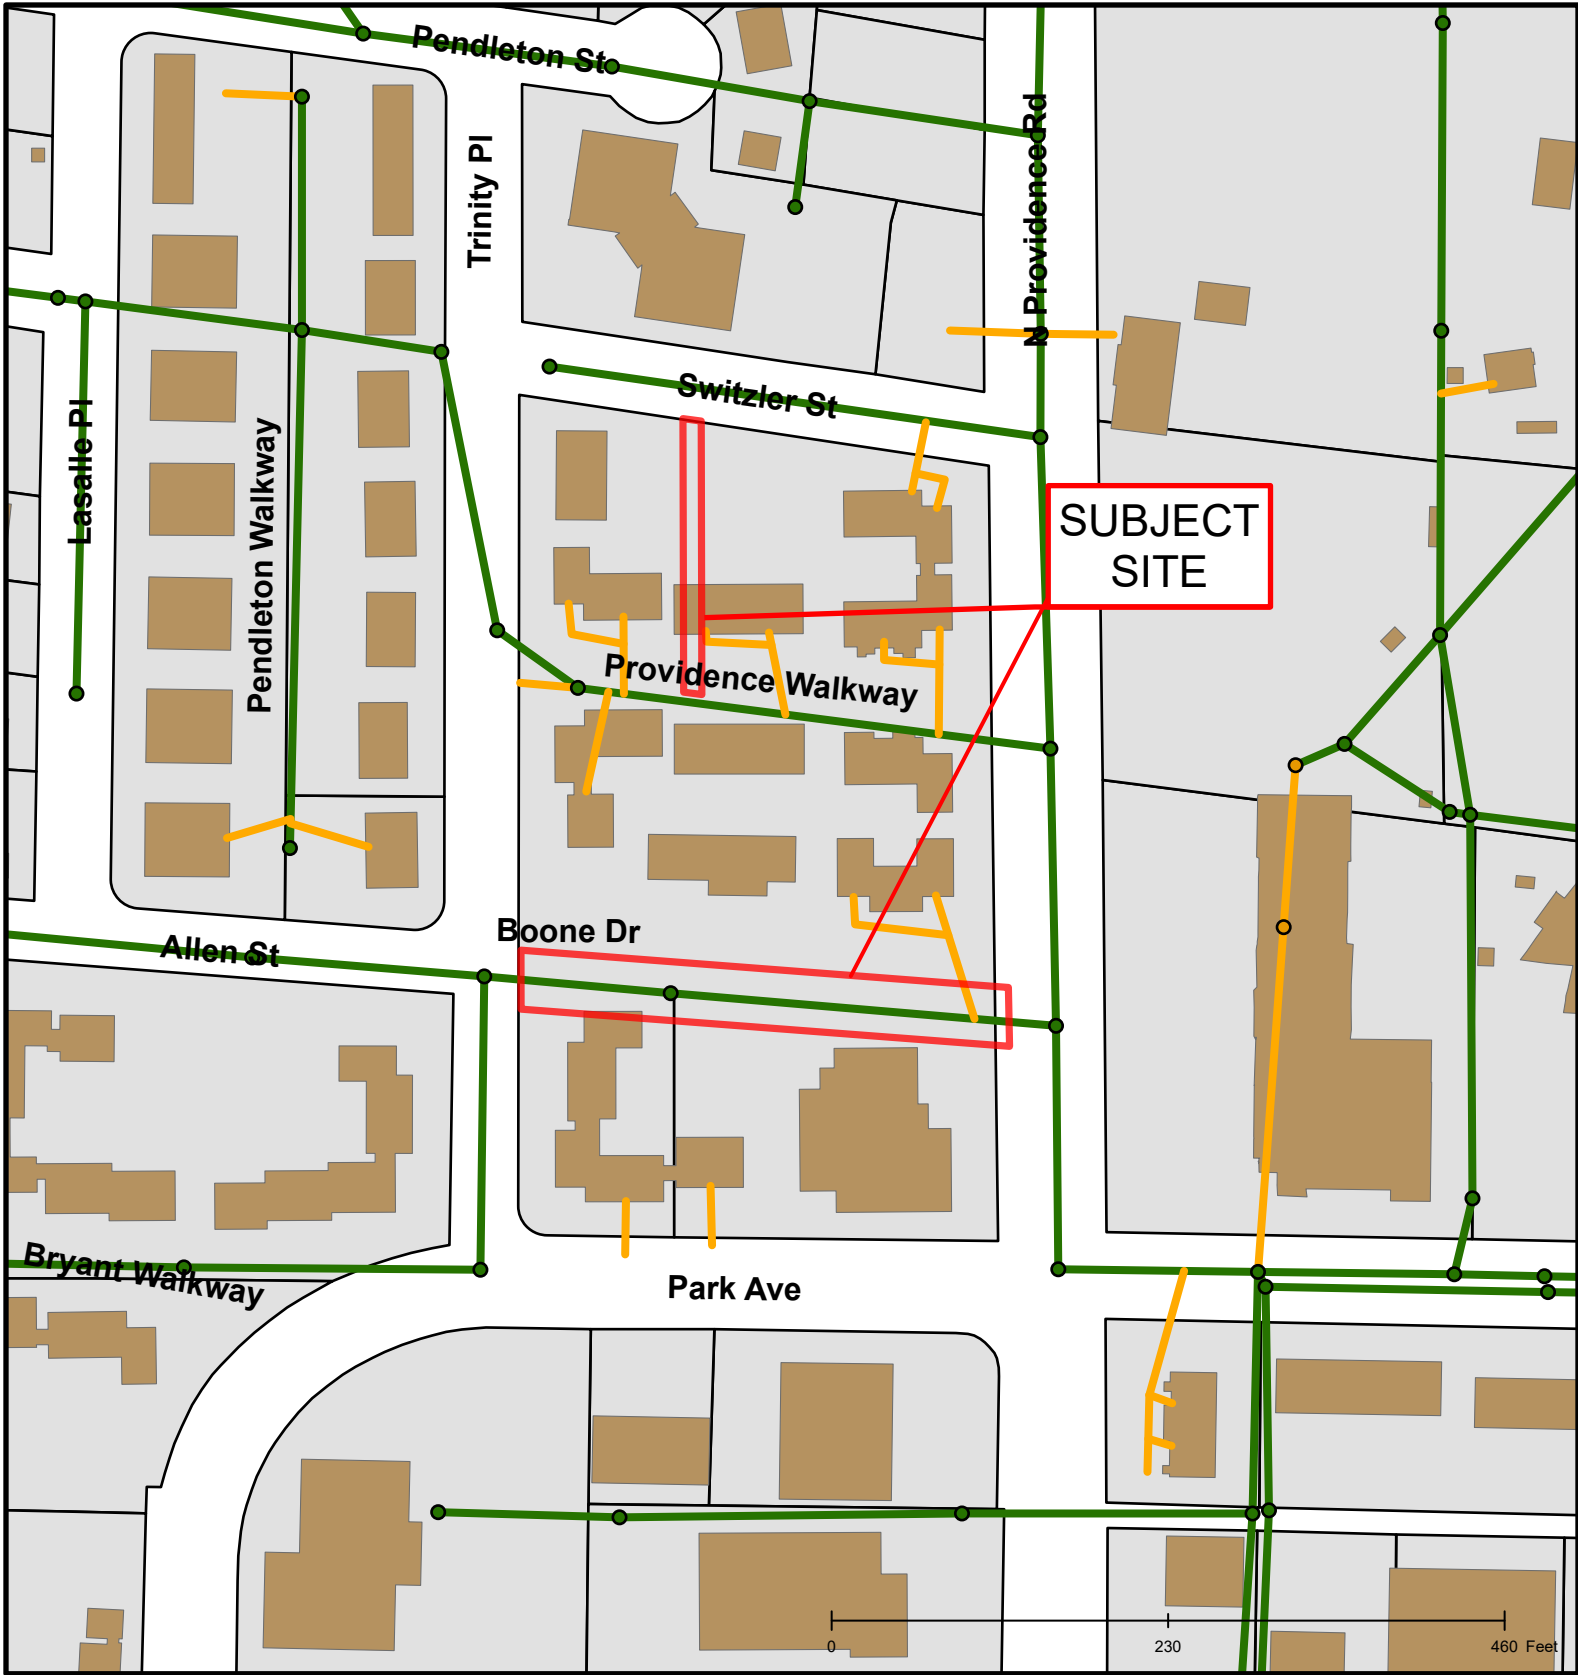 Pendleton St
Trinity Pl
N Providence Rd
Switzler St
Lasalle Pl
Pendleton Walkway
SUBJECT
SITE
Providence Walkway
Boone Dr
Allen St
Bryant Walkway
Park Ave
0 230 460 Feet